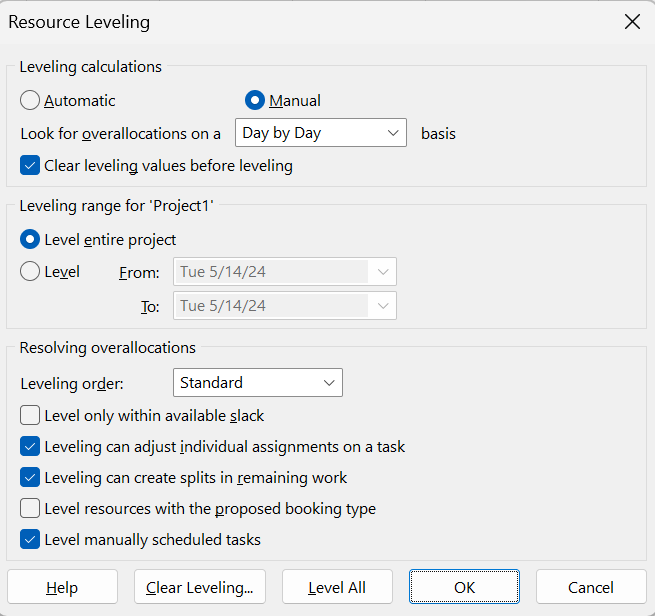 Resource Leveling
Leveling calculations
Automatic Manual
Look for overallocations on a Day by Day basis
Clear leveling values before leveling
Leveling range for 'Project1'
Level entire project
Level From: Tue 5/14/24
To: Tue 5/14/24
Resolving overallocations
Leveling order: Standard
Level only within available slack
Leveling can adjust individual assignments on a task
Leveling can create splits in remaining work
Level resources with the proposed booking type
Level manually scheduled tasks
Help Clear Leveling... Level All OK Cancel